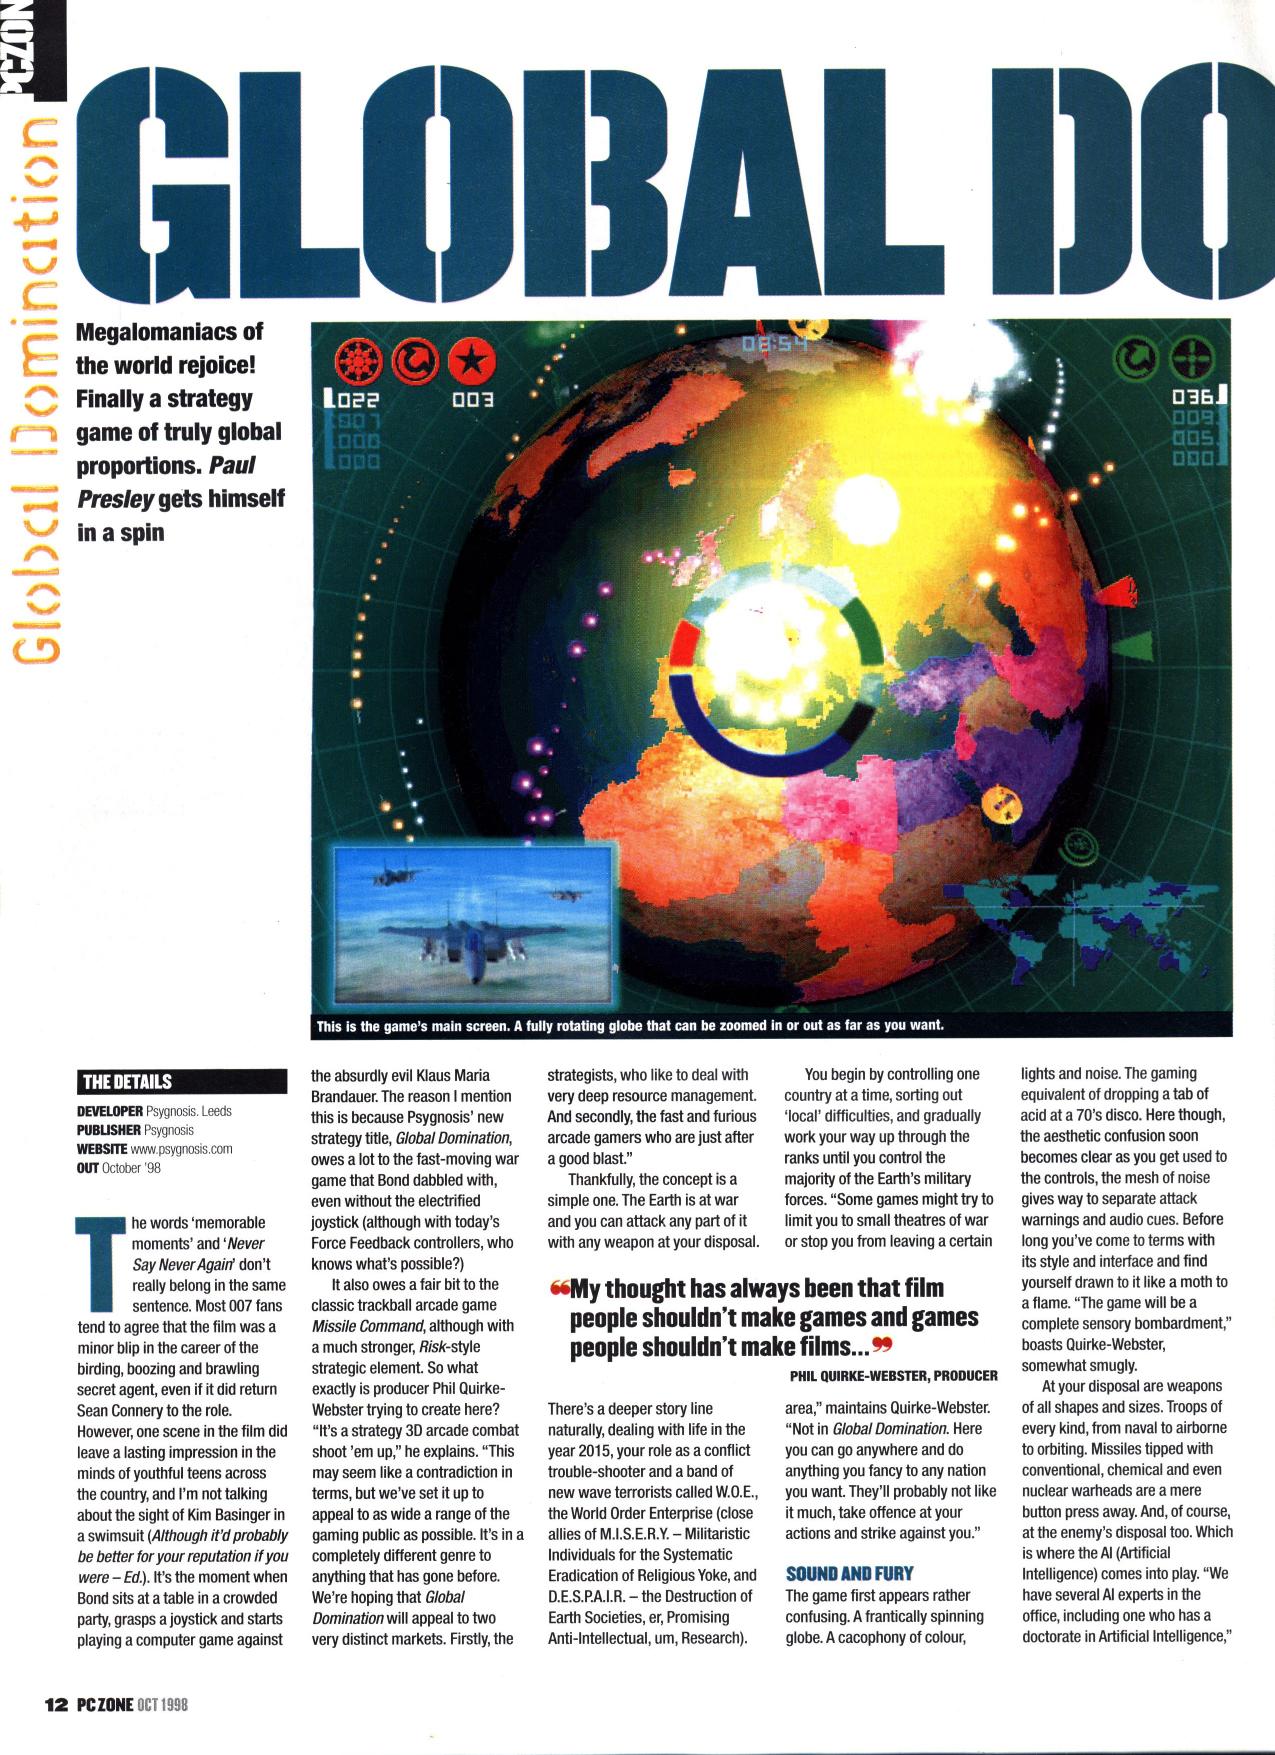 PCZON
Global Domination
GLOBAL DO
Megalomaniacs of
the world rejoice!
Finally a strategy
game of truly global
proportions. Paul
Presley gets himself
in a spin
08:54
022
003
007
000
000
036
009
005
000
This is the game's main screen. A fully rotating globe that can be zoomed in or out as far as you want.
THE DETAILS
DEVELOPER Psygnosis. Leeds
PUBLISHER Psygnosis
WEBSITE www.psygnosis.com
OUT October '98
The words 'memorable
moments' and 'Never
Say Never Again' don't
really belong in the same
sentence. Most 007 fans
tend to agree that the film was a
minor blip in the career of the
birding, boozing and brawling
secret agent, even if it did return
Sean Connery to the role.
However, one scene in the film did
leave a lasting impression in the
minds of youthful teens across
the country, and I'm not talking
about the sight of Kim Basinger in
a swimsuit (Although it'd probably
be better for your reputation if you
were – Ed.). It's the moment when
Bond sits at a table in a crowded
party, grasps a joystick and starts
playing a computer game against
the absurdly evil Klaus Maria
Brandauer. The reason I mention
this is because Psygnosis' new
strategy title, Global Domination,
owes a lot to the fast-moving war
game that Bond dabbled with,
even without the electrified
joystick (although with today's
Force Feedback controllers, who
knows what's possible?)
It also owes a fair bit to the
classic trackball arcade game
Missile Command, although with
a much stronger, Risk-style
strategic element. So what
exactly is producer Phil Quirke-
Webster trying to create here?
"It's a strategy 3D arcade combat
shoot 'em up," he explains. "This
may seem like a contradiction in
terms, but we've set it up to
appeal to as wide a range of the
gaming public as possible. It's in a
completely different genre to
anything that has gone before.
We're hoping that Global
Domination will appeal to two
very distinct markets. Firstly, the
strategists, who like to deal with
very deep resource management.
And secondly, the fast and furious
arcade gamers who are just after
a good blast."
Thankfully, the concept is a
simple one. The Earth is at war
and you can attack any part of it
with any weapon at your disposal.
There's a deeper story line
naturally, dealing with life in the
year 2015, your role as a conflict
trouble-shooter and a band of
new wave terrorists called W.O.E.,
the World Order Enterprise (close
allies of M.I.S.E.R.Y. – Militaristic
Individuals for the Systematic
Eradication of Religious Yoke, and
D.E.S.P.A.I.R. – the Destruction of
Earth Societies, er, Promising
Anti-Intellectual, um, Research).
"My thought has always been that film
people shouldn't make games and games
people shouldn't make films..."
PHIL QUIRKE-WEBSTER, PRODUCER
You begin by controlling one
country at a time, sorting out
'local' difficulties, and gradually
work your way up through the
ranks until you control the
majority of the Earth's military
forces. "Some games might try to
limit you to small theatres of war
or stop you from leaving a certain
area," maintains Quirke-Webster.
"Not in Global Domination. Here
you can go anywhere and do
anything you fancy to any nation
you want. They'll probably not like
it much, take offence at your
actions and strike against you."
SOUND AND FURY
The game first appears rather
confusing. A frantically spinning
globe. A cacophony of colour,
lights and noise. The gaming
equivalent of dropping a tab of
acid at a 70's disco. Here though,
the aesthetic confusion soon
becomes clear as you get used to
the controls, the mesh of noise
gives way to separate attack
warnings and audio cues. Before
long you've come to terms with
its style and interface and find
yourself drawn to it like a moth to
a flame. "The game will be a
complete sensory bombardment,"
boasts Quirke-Webster,
somewhat smugly.
At your disposal are weapons
of all shapes and sizes. Troops of
every kind, from naval to airborne
to orbiting. Missiles tipped with
conventional, chemical and even
nuclear warheads are a mere
button press away. And, of course,
at the enemy's disposal too. Which
is where the AI (Artificial
Intelligence) comes into play. "We
have several AI experts in the
office, including one who has a
doctorate in Artificial Intelligence,"
12 PC ZONE OCT 1998